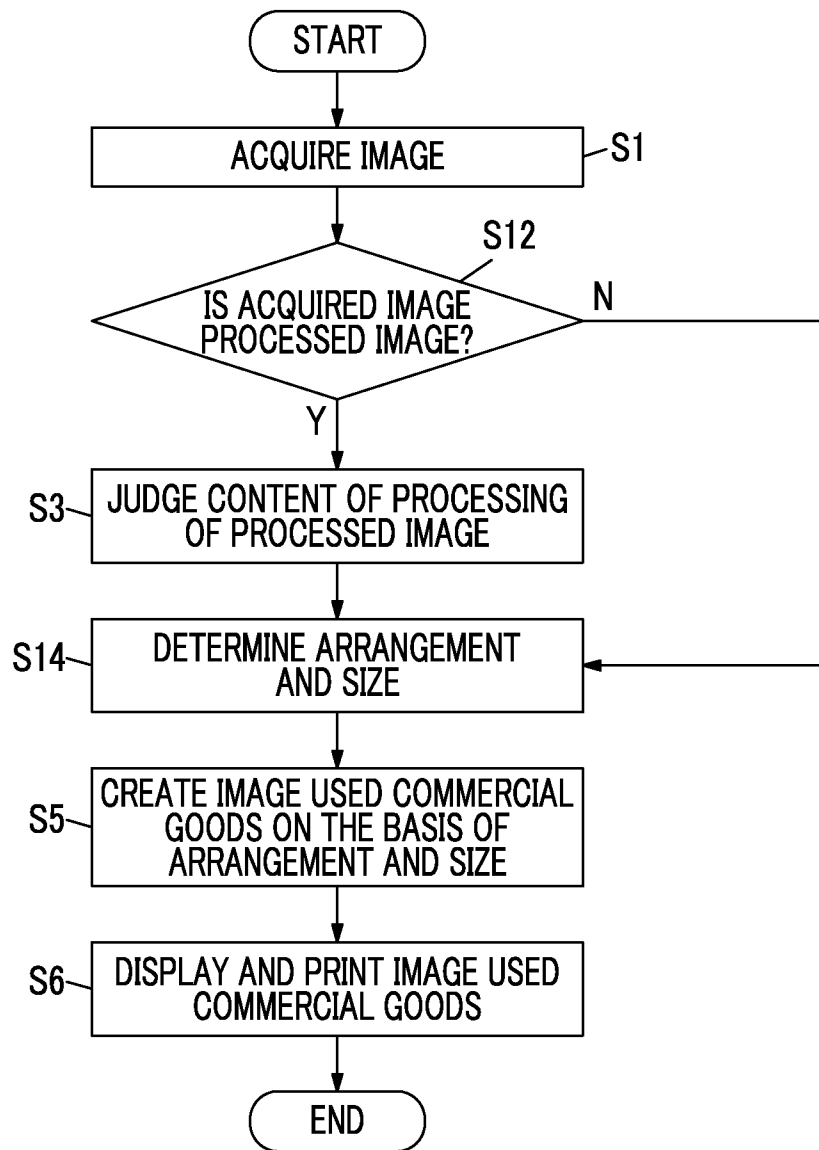 START
ACQUIRE IMAGE
S1
S12
IS ACQUIRED IMAGE
PROCESSED IMAGE?
N
Y
S3
JUDGE CONTENT OF PROCESSING
OF PROCESSED IMAGE
S14
DETERMINE ARRANGEMENT
AND SIZE
S5
CREATE IMAGE USED COMMERCIAL
GOODS ON THE BASIS OF
ARRANGEMENT AND SIZE
S6
DISPLAY AND PRINT IMAGE USED
COMMERCIAL GOODS
END